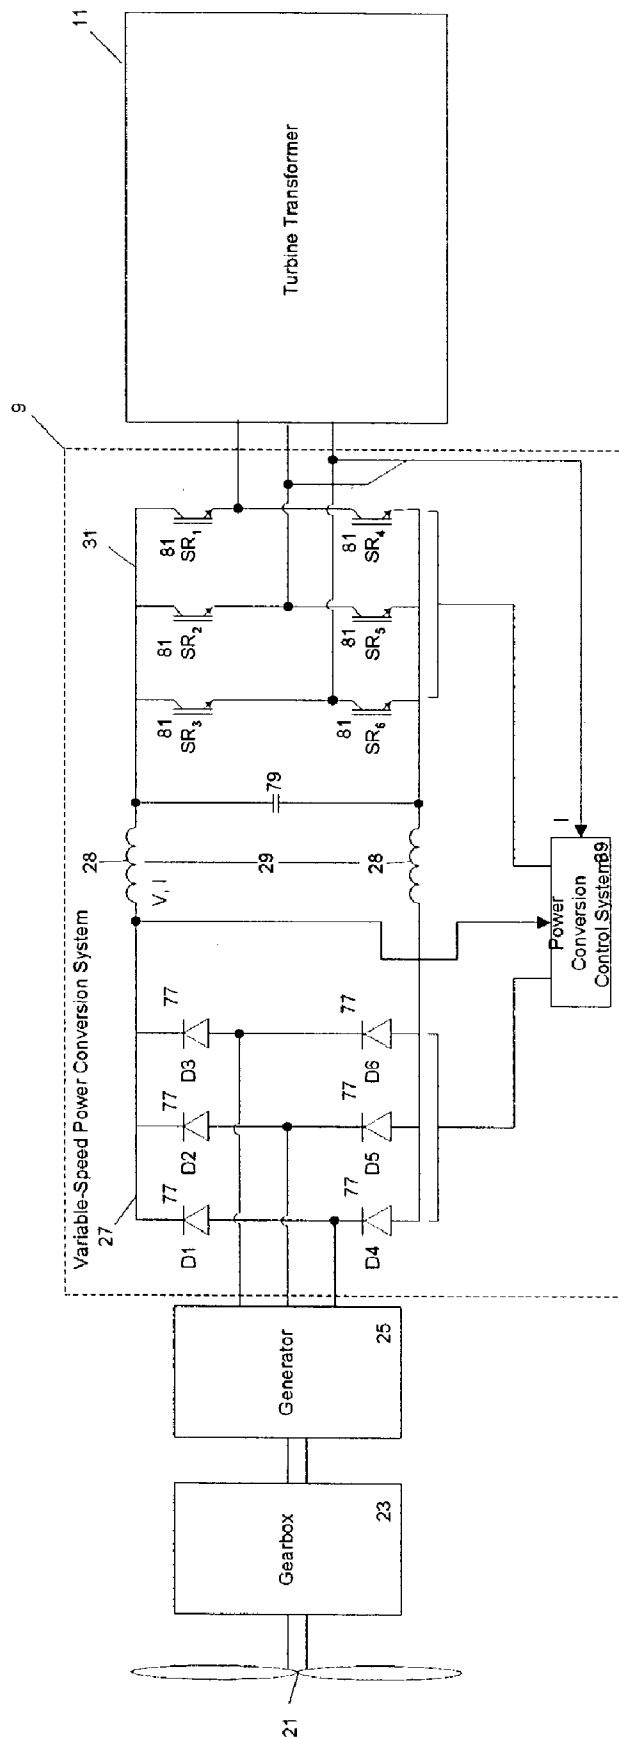 11
Turbine Transformer
9
Variable-Speed Power Conversion System
31
81
SR1
81
SR4
81
SR2
81
SR5
81
SR3
81
SR6
79
28
29
28
V, I
I
Power
Conversion
Control System
89
77
D3
77
D6
77
D2
77
D5
27
77
D1
77
D4
Generator
25
Gearbox
23
21